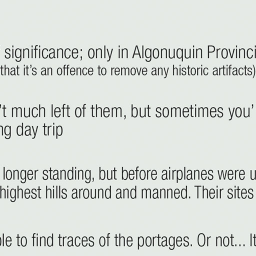 significance; only in Algonuquin Provinci
that it's an offence to remove any historic artifacts)
't much left of them, but sometimes you'
ng day trip
longer standing, but before airplanes were u
highest hills around and manned. Their sites
le to find traces of the portages. Or not... It